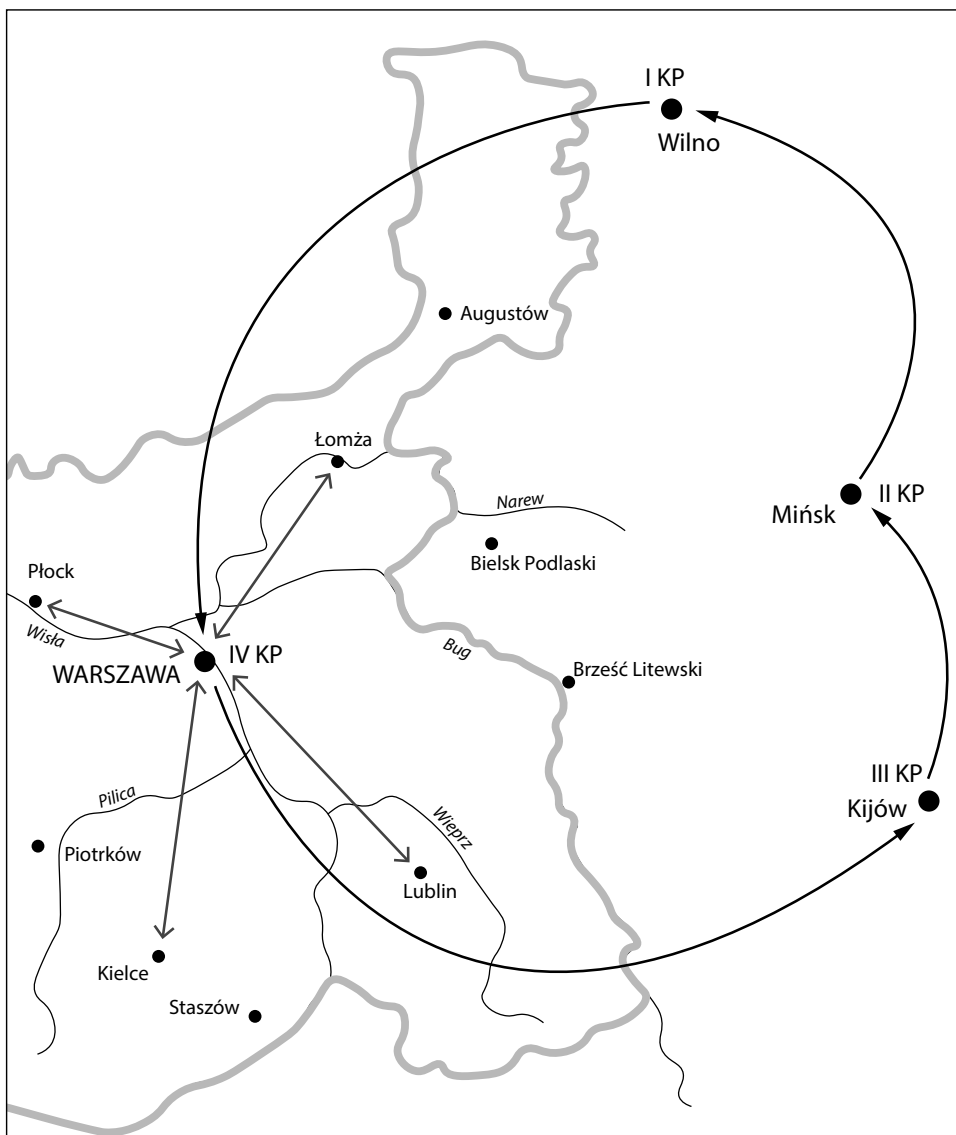 I KP
Wilno
Augustów
Łomża
Narew
Mińsk
II KP
Bielsk Podlaski
Płock
Wisła
Bug
IV KP
WARSZAWA
Brześć Litewski
III KP
Kijów
Pilica
Wieprz
Piotrków
Lublin
Kielce
Staszów